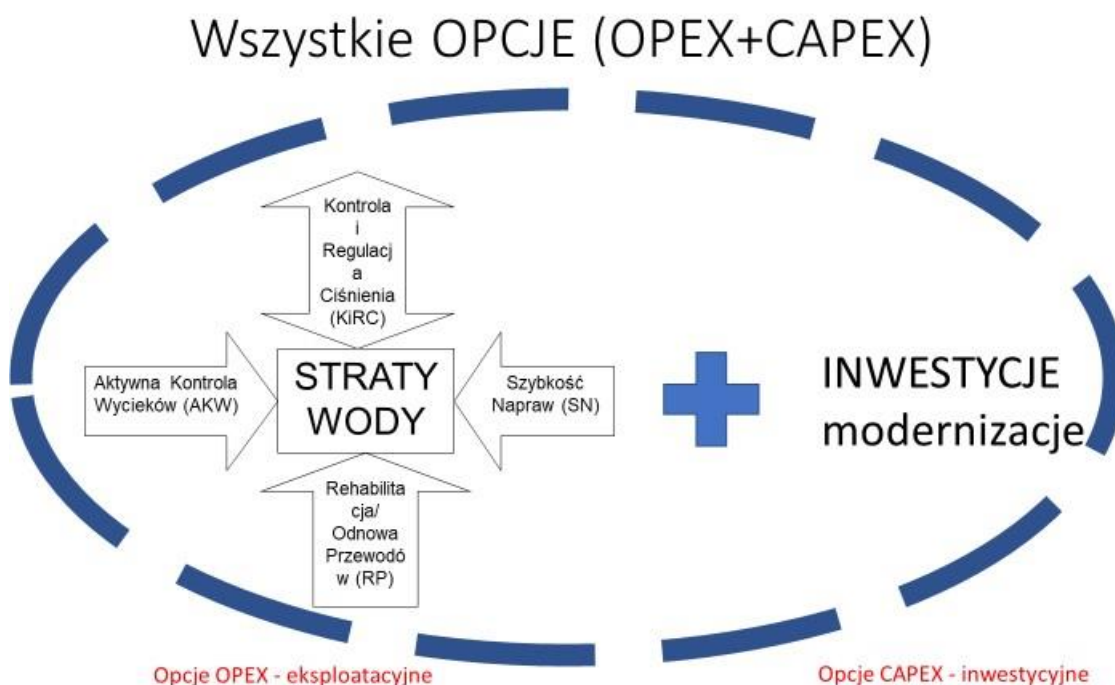 Wszystkie OPCJE (OPEX+CAPEX)
Kontrola
i
Regulacj
a
Ciśnienia
(KiRC)
Aktywna Kontrola
Wycieków (AKW)
STRATY
WODY
Szybkość
Napraw (SN)
Rehabilita
cja/
Odnowa
Przewodó
w (RP)
INWESTYCJE
modernizacje
Opcje OPEX - eksploatacyjne
Opcje CAPEX - inwestycyjne